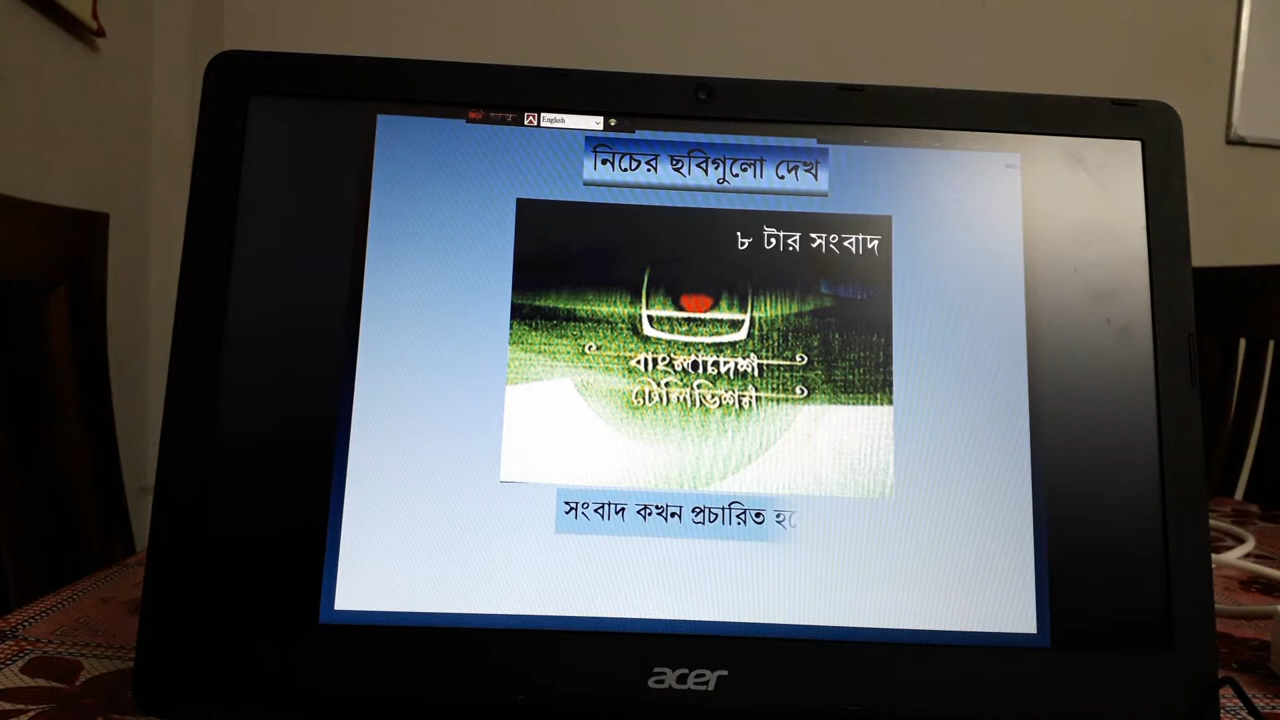 English
নিচের ছবিগুলো দেখ
৮ টার সংবাদ
বাংলাদেশ
টেলিভিশন
সংবাদ কখন প্রচারিত
acer